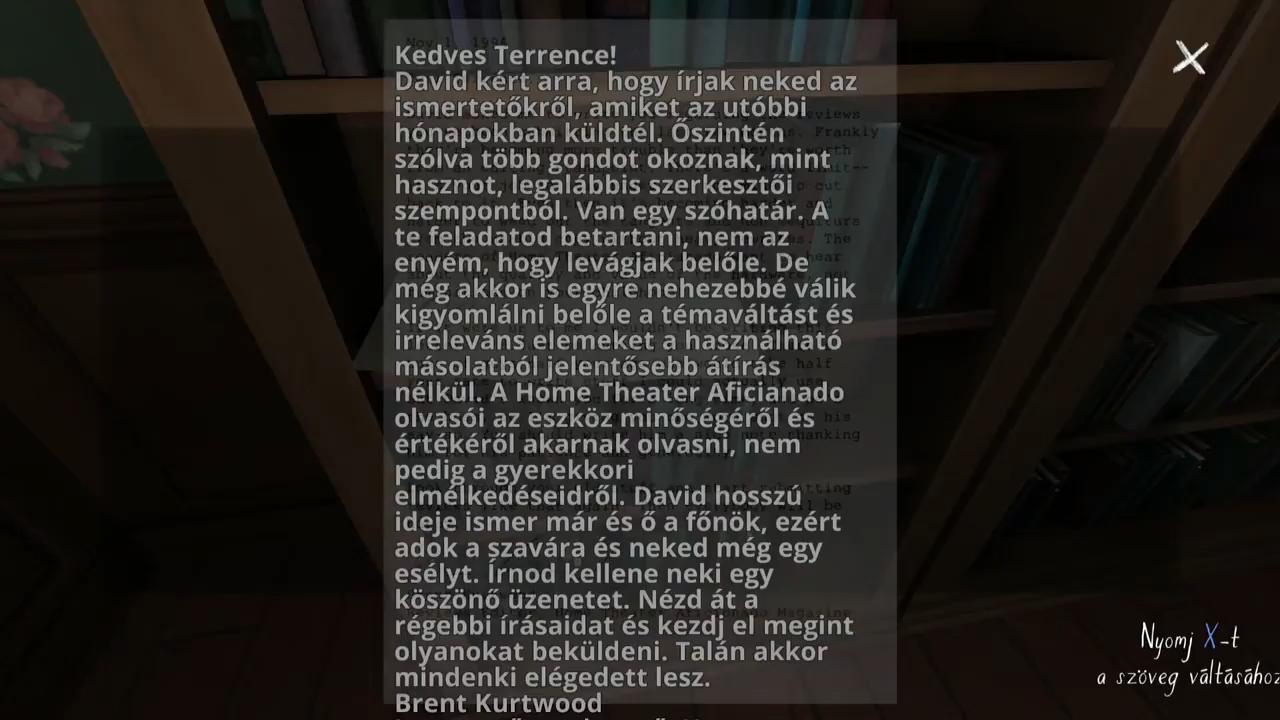 Kedves Terrence!
David kért arra, hogy írjak neked az
ismertetőkről, amiket az utóbbi
hónapokban küldtél. Őszintén
szólva több gondot okoznak, mint
hasznot, legalábbis szerkesztői
szempontból. Van egy szóhatár. A
te feladatod betartani, nem az
enyém, hogy levágjak belőle. De
még akkor is egyre nehezebbé válik
kigyomlálni belőle a témaváltást és
irreleváns elemeket a használható
másolatból jelentősebb átírás
nélkül. A Home Theater Aficianado
olvasói az eszköz minőségéről és
értékéről akarnak olvasni, nem
pedig a gyerekkori
elmélkedéseidről. David hosszú
ideje ismer már és ő a főnök, ezért
adok a szavára és neked még egy
esélyt. Írnod kellene neki egy
köszönő üzenetet. Nézd át a
régebbi írásaidat és kezdj el megint
olyanokat beküldeni. Talán akkor
mindenki elégedett lesz.
Brent Kurtwood
Nyomj X-t
a szöveg váltásához